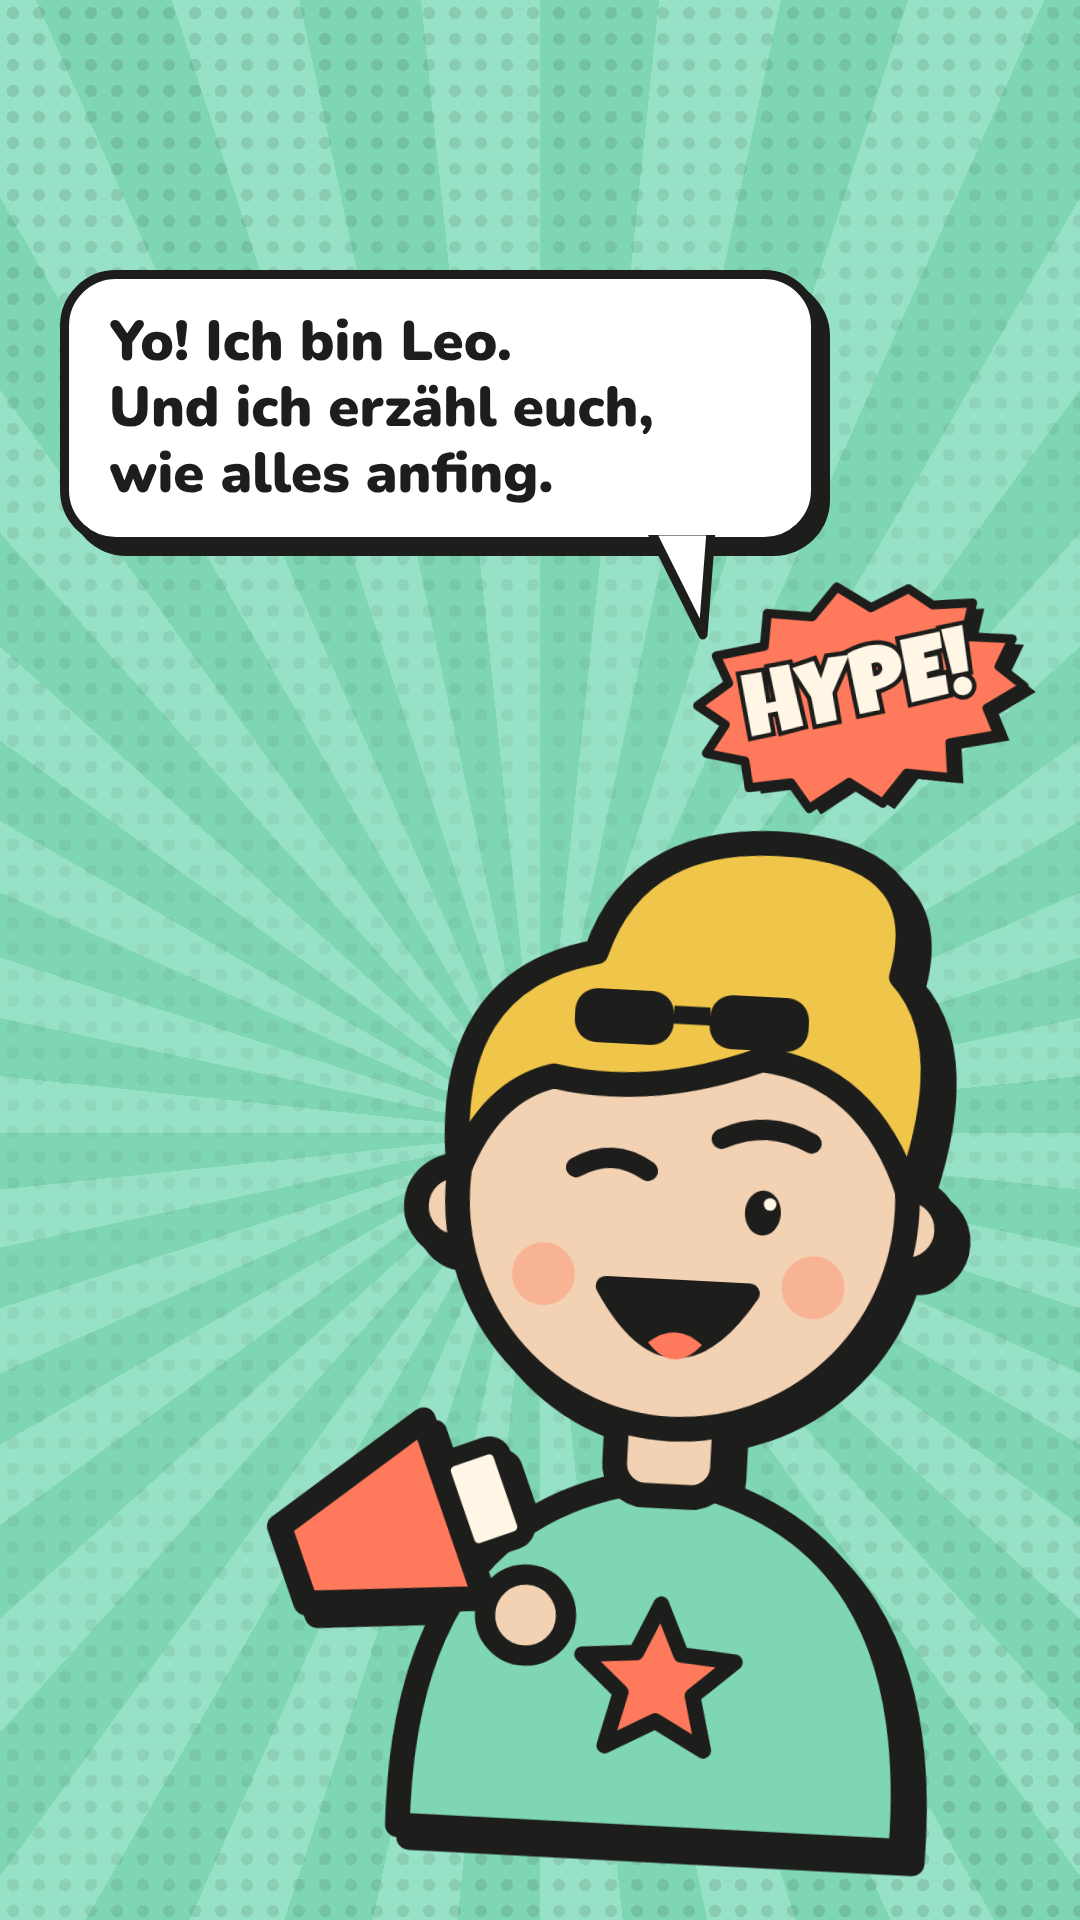 Yo! Ich bin Leo.
Und ich erzähl euch,
wie alles anfing.
HYPE!